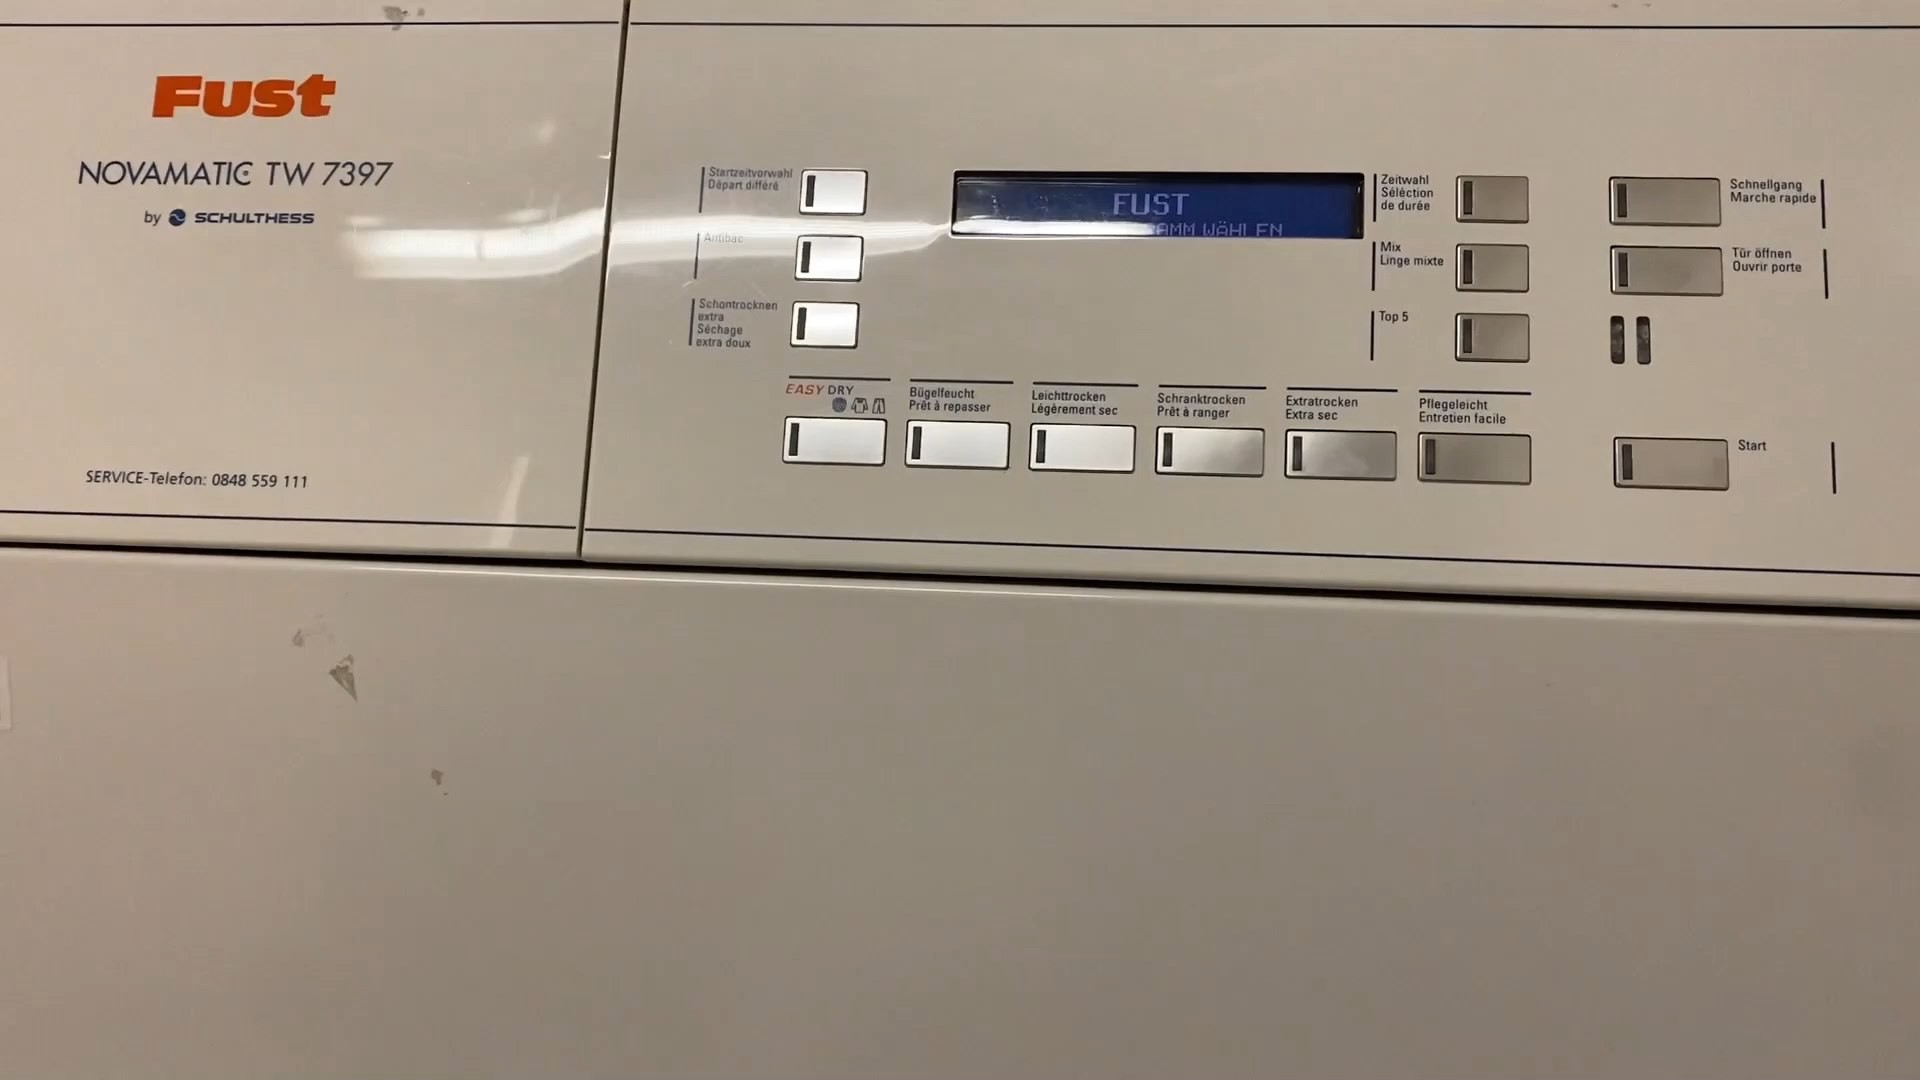 Fust
NOVAMATIC TW 7397
by SCHULTHESS
SERVICE-Telefon: 0848 559 111
Startzeitvorwahl
Départ différé
Antibac
Schontrocknen
extra
Séchage
extra doux
FUST
WÄHLEN
Zeitwahl
Séléction
de durée
Mix
Linge mixte
Top 5
Schnellgang
Marche rapide
Tür öffnen
Ouvrir porte
EASY DRY
Bügelfeucht
Prêt à repasser
Leichttrocken
Légèrement sec
Schranktrocken
Prêt à ranger
Extratrocken
Extra sec
Pflegeleicht
Entretien facile
Start